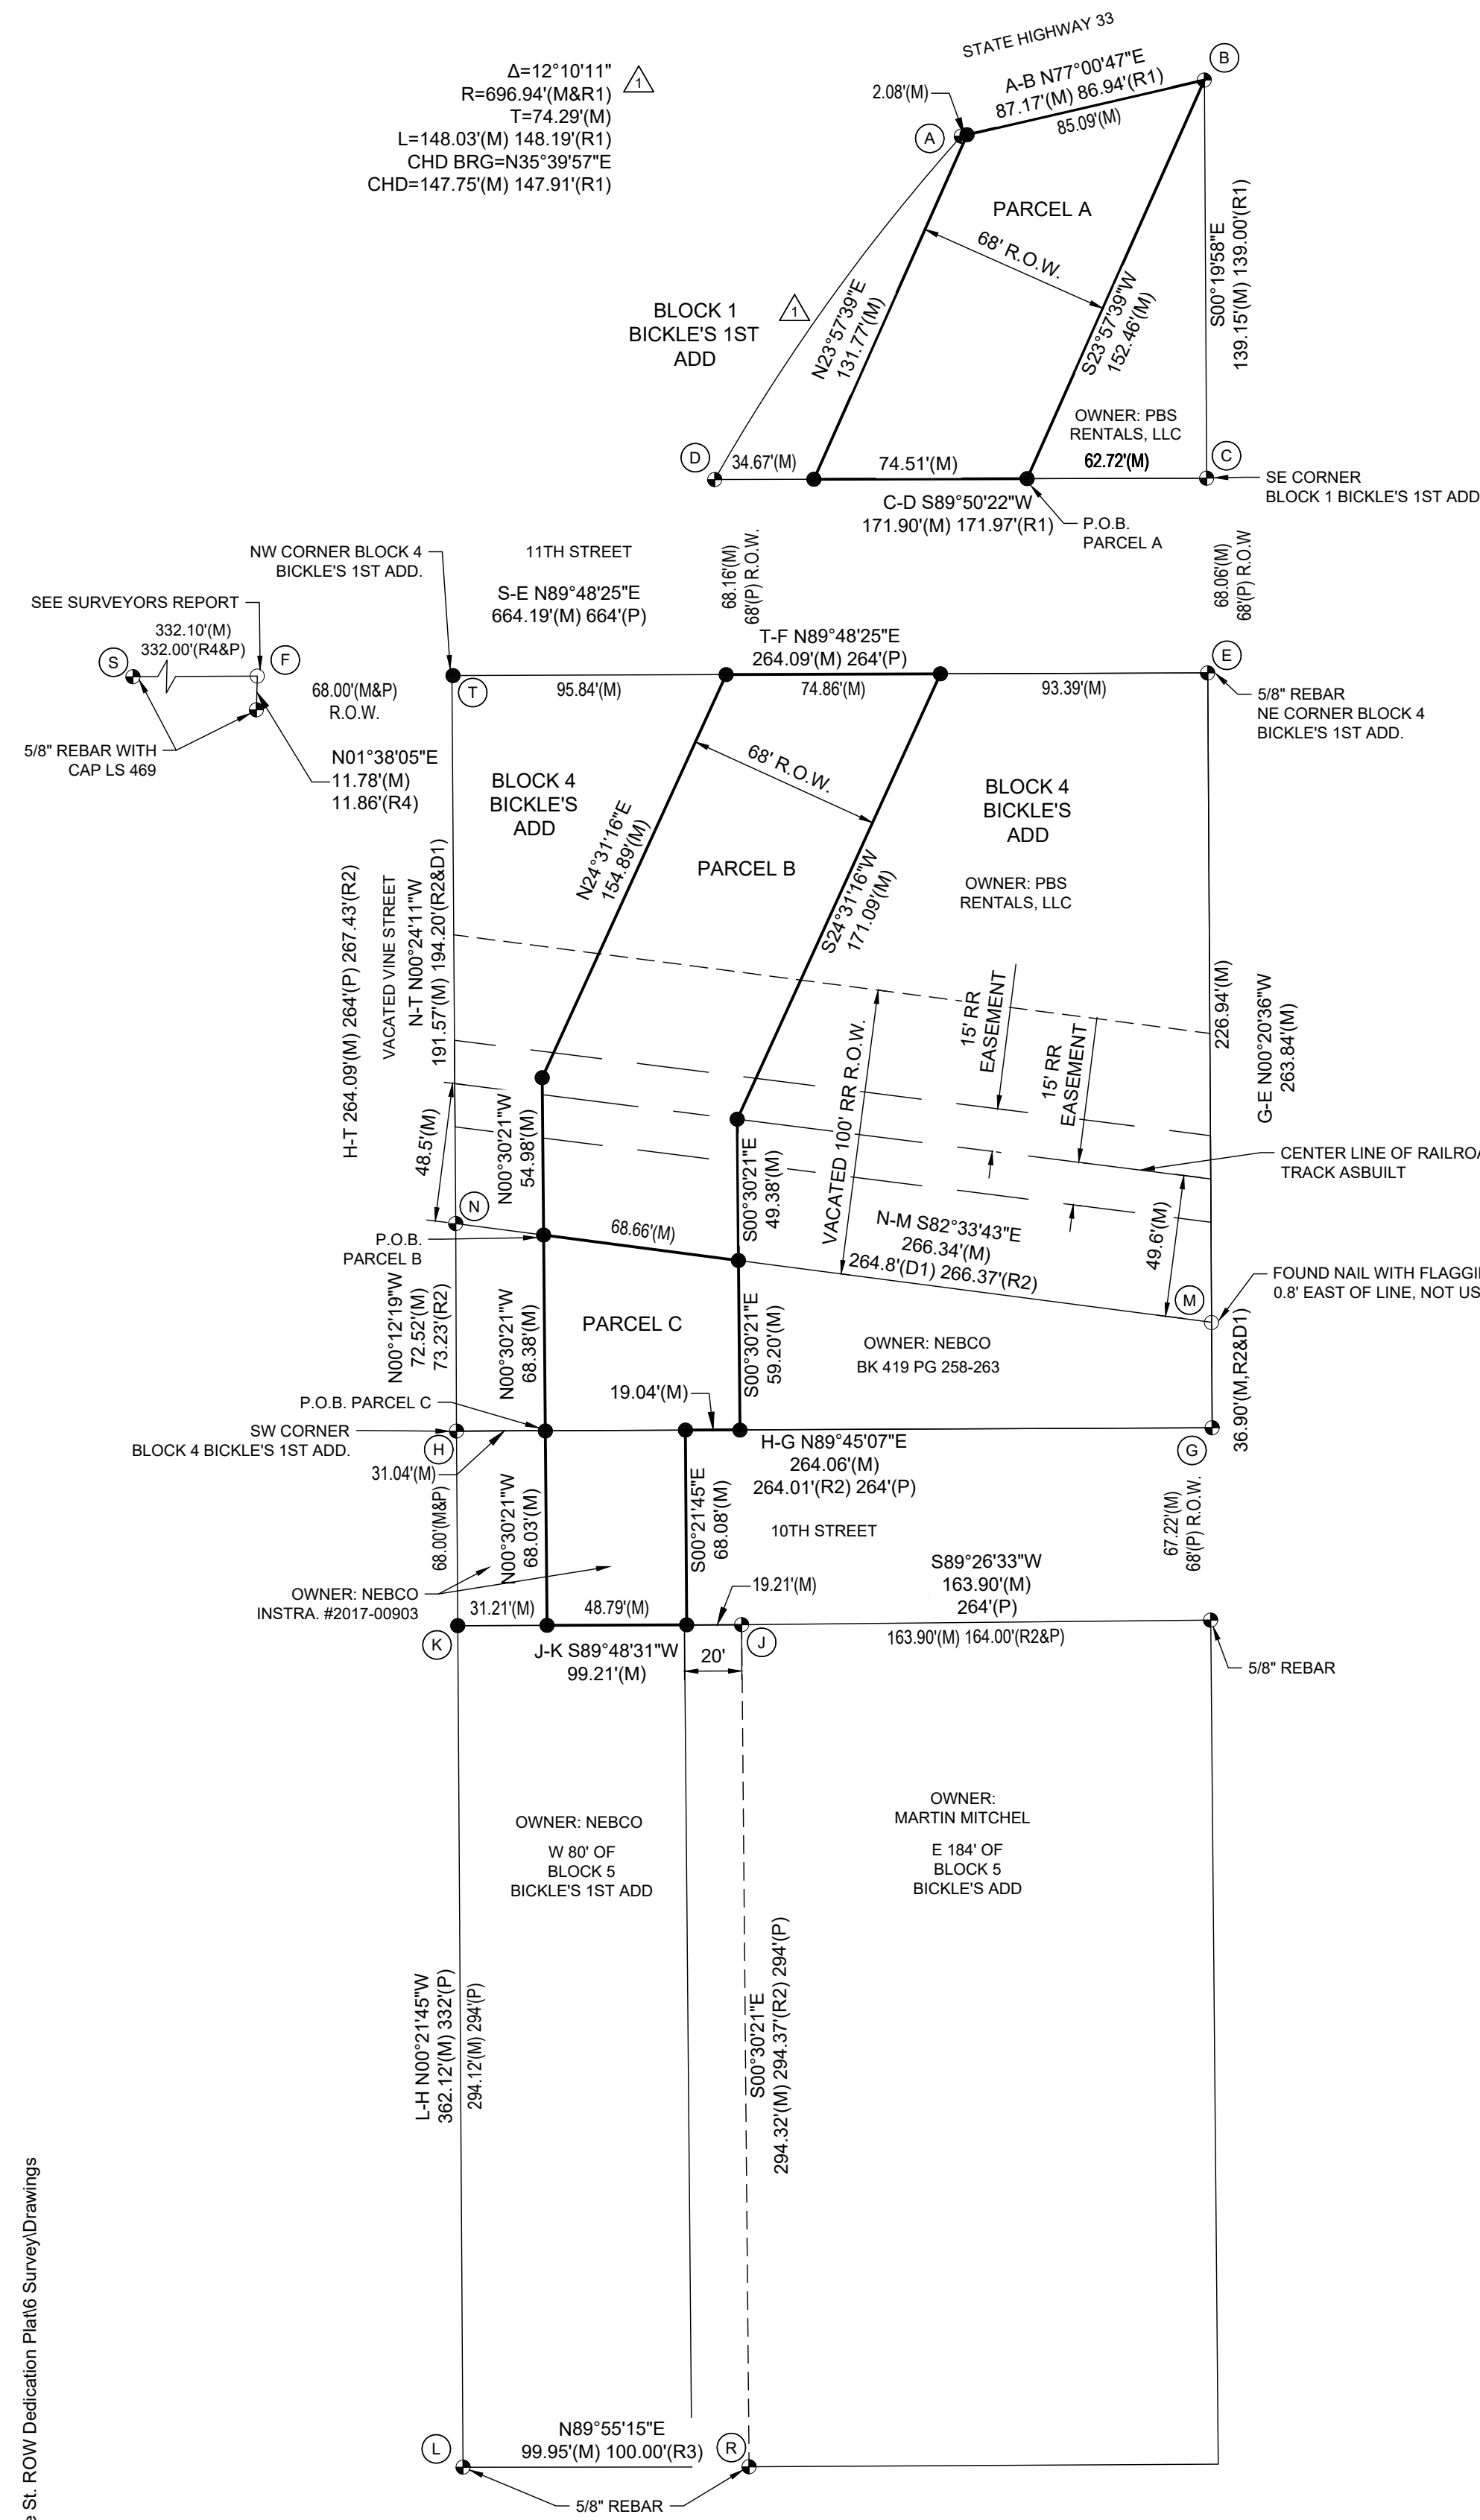 STATE HIGHWAY 33
Δ=12°10'11"
R=696.94'(M&R1)
T=74.29'(M)
L=148.03'(M) 148.19'(R1)
CHD BRG=N35°39'57"E
CHD=147.75'(M) 147.91'(R1)
1
B
A-B N77°00'47"E
87.17'(M) 86.94'(R1)
85.09'(M)
2.08'(M)
A
PARCEL A
68' R.O.W.
S00°19'58"E
139.15'(M) 139.00'(R1)
BLOCK 1
BICKLE'S 1ST
ADD
1
N23°57'39"E
131.77'(M)
S23°57'39"W
152.46'(M)
OWNER: PBS
RENTALS, LLC
D
34.67'(M)
74.51'(M)
62.72'(M)
C
SE CORNER
BLOCK 1 BICKLE'S 1ST ADD
C-D S89°50'22"W
171.90'(M) 171.97'(R1)
P.O.B.
PARCEL A
NW CORNER BLOCK 4
BICKLE'S 1ST ADD.
11TH STREET
68.16'(M)
68'(P) R.O.W.
68.06'(M)
68'(P) R.O.W
S-E N89°48'25"E
664.19'(M) 664'(P)
SEE SURVEYORS REPORT
332.10'(M)
332.00'(R4&P)
S
F
T-F N89°48'25"E
264.09'(M) 264'(P)
E
68.00'(M&P)
R.O.W.
T
95.84'(M)
74.86'(M)
93.39'(M)
5/8" REBAR
NE CORNER BLOCK 4
BICKLE'S 1ST ADD.
5/8" REBAR WITH
CAP LS 469
N01°38'05"E
11.78'(M)
11.86'(R4)
BLOCK 4
BICKLE'S
ADD
68' R.O.W.
BLOCK 4
BICKLE'S
ADD
N24°31'16"E
154.89'(M)
PARCEL B
S24°31'16"W
171.09'(M)
OWNER: PBS
RENTALS, LLC
H-T 264.09'(M) 264'(P) 267.43'(R2)
VACATED VINE STREET
N-T N00°24'11"W
191.57'(M) 194.20'(R2&D1)
15' RR
EASEMENT
15' RR
EASEMENT
226.94'(M)
G-E N00°20'36"W
263.84'(M)
VACATED 100' RR R.O.W.
48.5'(M)
N00°30'21"W
54.98'(M)
S00°30'21"E
49.38'(M)
CENTER LINE OF RAILROA
TRACK ASBUILT
N
68.66'(M)
P.O.B.
PARCEL B
N-M S82°33'43"E
266.34'(M)
264.8'(D1) 266.37'(R2)
49.6'(M)
FOUND NAIL WITH FLAGGI
0.8' EAST OF LINE, NOT US
M
N00°12'19"W
72.52'(M)
73.23'(R2)
N00°30'21"W
68.38'(M)
PARCEL C
S00°30'21"E
59.20'(M)
OWNER: NEBCO
BK 419 PG 258-263
36.90'(M,R2&D1)
P.O.B. PARCEL C
19.04'(M)
SW CORNER
BLOCK 4 BICKLE'S 1ST ADD.
H
G
31.04'(M)
H-G N89°45'07"E
264.06'(M)
264.01'(R2) 264'(P)
68.00'(M&P)
N00°30'21"W
68.03'(M)
S00°21'45"E
68.08'(M)
67.22'(M)
68'(P) R.O.W.
10TH STREET
OWNER: NEBCO
INSTRA. #2017-00903
19.21'(M)
S89°26'33"W
163.90'(M)
264'(P)
31.21'(M)
48.79'(M)
K
J
163.90'(M) 164.00'(R2&P)
J-K S89°48'31"W
99.21'(M)
20'
5/8" REBAR
OWNER: NEBCO
W 80' OF
BLOCK 5
BICKLE'S 1ST ADD
OWNER:
MARTIN MITCHEL
E 184' OF
BLOCK 5
BICKLE'S ADD
L-H N00°21'45"W
362.12'(M) 332'(P)
294.12'(M) 294'(P)
S00°30'21"E
294.32'(M) 294.37'(R2) 294'(P)
e St. ROW Dedication Plat\6 Survey\Drawings
L
N89°55'15"E
99.95'(M) 100.00'(R3)
R
5/8" REBAR